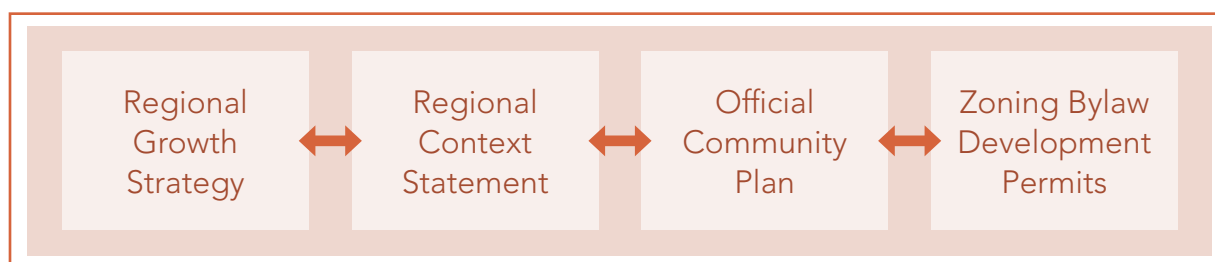 Regional
Growth
Strategy
Regional
Context
Statement
Official
Community
Plan
Zoning Bylaw
Development
Permits